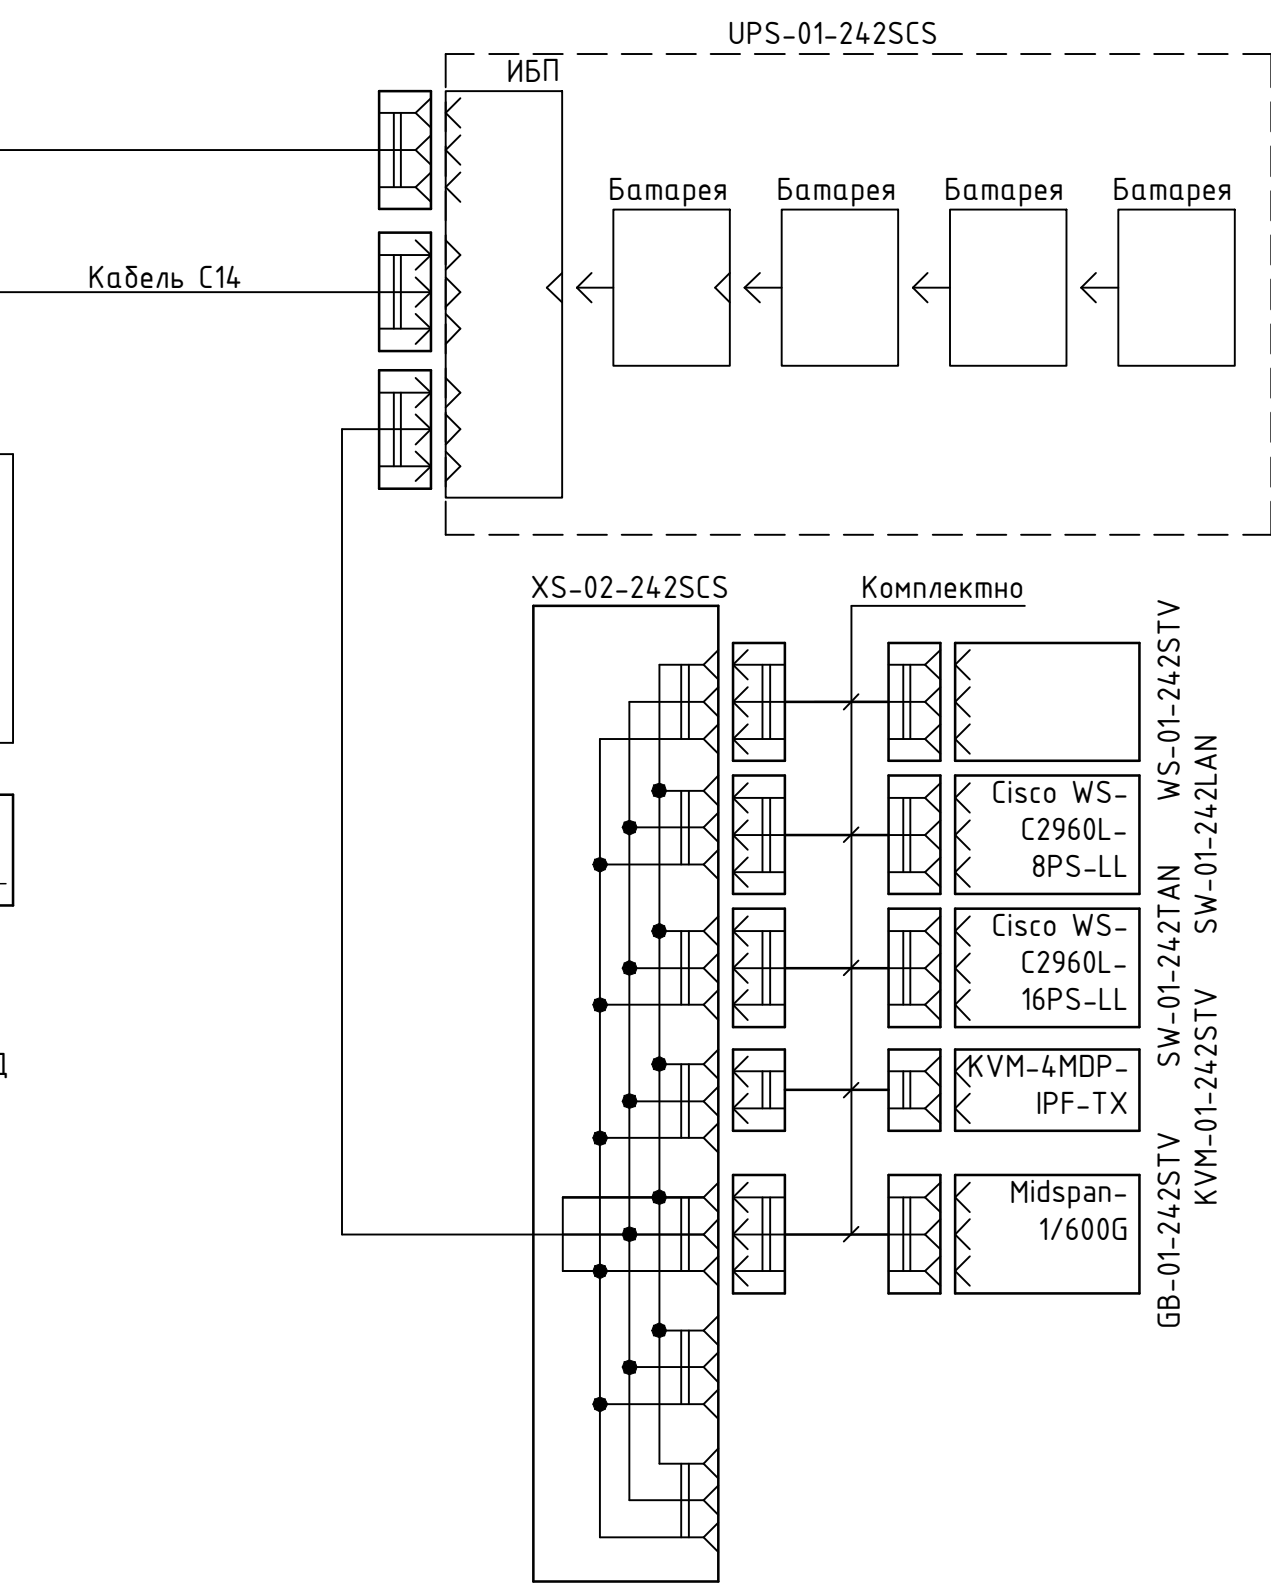 UPS-01-242SCS
ИБП
Батарея
Батарея
Батарея
Батарея
Кабель C14
XS-02-242SCS
Комплектно
WS-01-242STV
SW-01-242LAN
Cisco WS-
C2960L-
8PS-LL
Cisco WS-
C2960L-
16PS-LL
SW-01-242TAN
KVM-01-242STV
KVM-4MDP-
IPF-TX
Midspan-
1/600G
GB-01-242STV